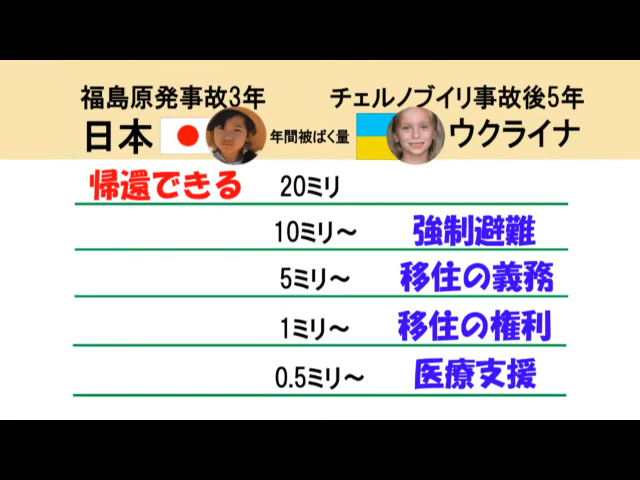 福島原発事故3年
チェルノブイリ事故後5年
日本
年間被ばく量
ウクライナ
帰還できる 20ミリ
10ミリ～ 強制避難
5ミリ～ 移住の義務
1ミリ～ 移住の権利
0.5ミリ～ 医療支援